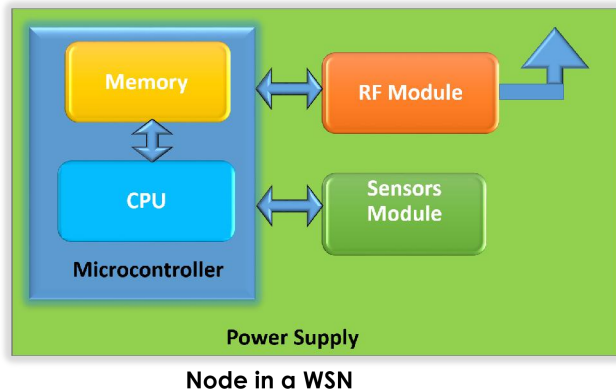 Memory
RF Module
CPU
Sensors
Module
Microcontroller
Power Supply
Node in a WSN